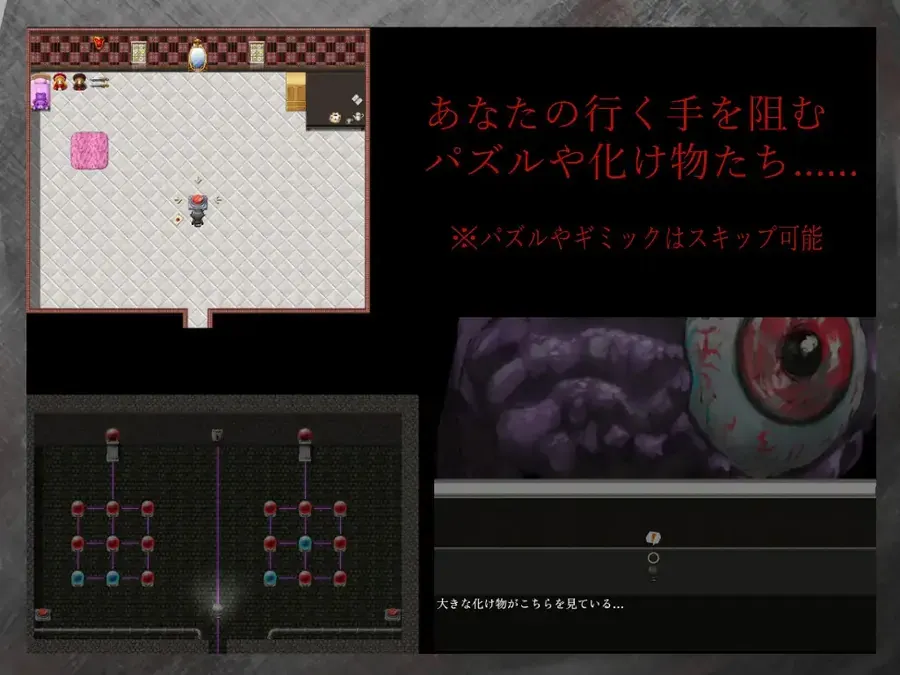 あなたの行く手を阻む
パズルや化け物たち……
※パズルやギミックはスキップ可能
大きな化け物がこちらを見ている…